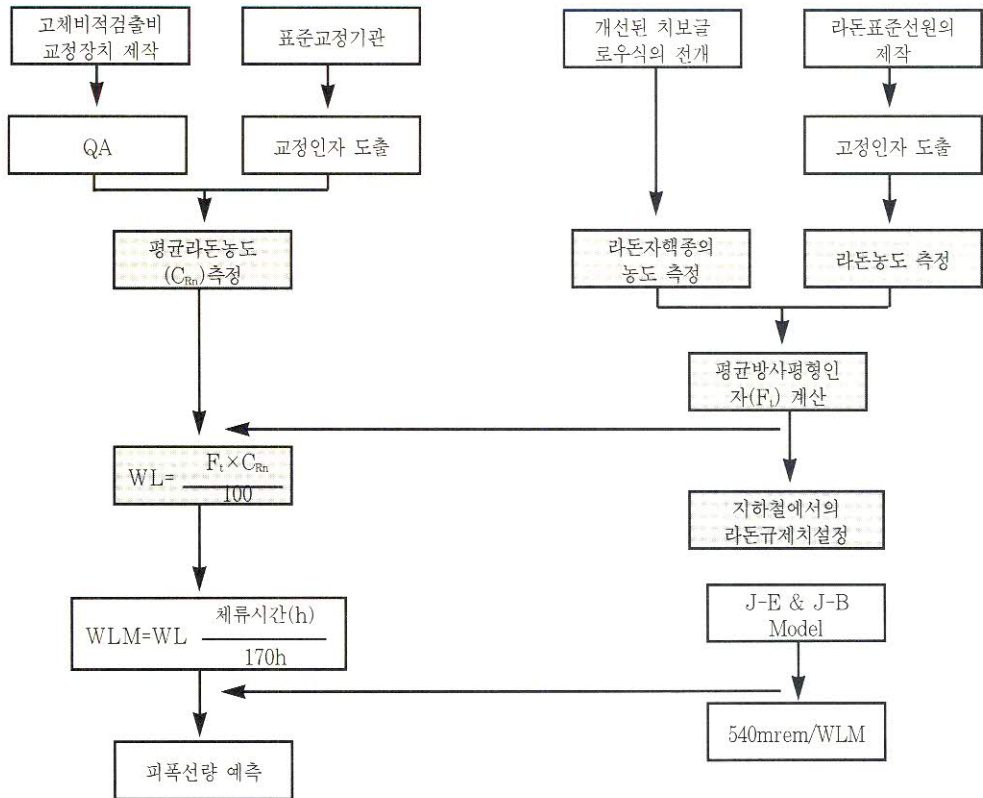 고체비적검출비
교정장치 제작
표준교정기관
개선된 치보글
로우식의 전개
라돈표준선원의
제작
QA
교정인자 도출
고정인자 도출
평균라돈농도
(C_Rn)측정
라돈자핵종의
농도 측정
라돈농도 측정
평균방사평형인
자(F_t) 계산
WL= F_t×C_Rn
100
지하철에서의
라돈규제치설정
체류시간(h)
WLM=WL
170h
J-E & J-B
Model
540mrem/WLM
피폭선량 예측